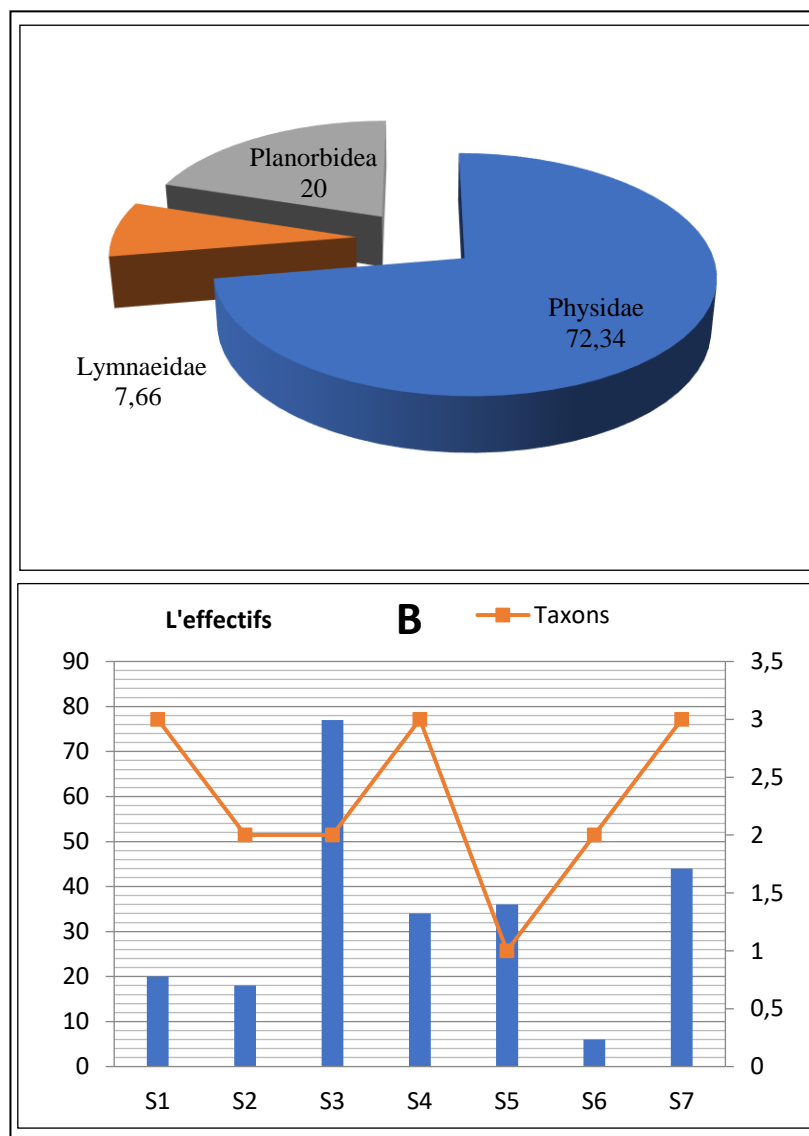 Planorbidea
20
Physidae
72,34
Lymnaeidae
7,66
L'effectifs B Taxons
90 3,5
80 3
70 2,5
60 2
50 1,5
40 1
30 0,5
20 0
10
0
S1 S2 S3 S4 S5 S6 S7